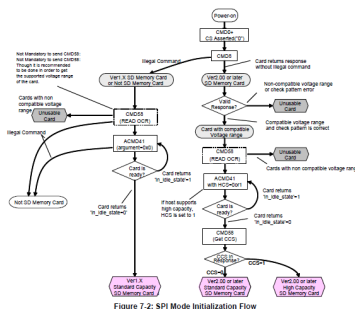 Power-on
CMD0+
CS Asserted("0")
CMD8
Illegal Command
Card returns response
without illegal command
Not Mandatory to send CMD58:
Not Mandatory to send CMD58:
Though it is recommended
to be done in order to get
the supported voltage range
of the card.
Ver1.X SD Memory Card
or Not SD Memory Card
Ver2.00 or later
SD Memory Card
Non-compatible voltage range
or check pattern error
Cards with non
compatible voltage
range
Unusable
Card
CMD58
(READ OCR)
Valid
Response?
Unusable
Card
Compatible voltage range
and check pattern is correct
Illegal Command
ACMD41
(argument=0x0)
Card with compatible
Voltage range
CMD58
(READ OCR)
Unusable
Card
Cards with non compatible voltage range
Card is
ready?
Card returns
'in_idle_state'=1
Not SD Memory Card
ACMD41
with HCS=0or1
Card returns
'in_idle_state'=1
If host supports
high capacity,
HCS is set to 1
Card is
ready?
Card returns
'in_idle_state'=0
Card returns
'in_idle_state'=0
CMD58
(Get CCS)
CCS in
Response?
CCS=0
CCS=1
Ver1.X
Standard Capacity
SD Memory Card
Ver2.00 or later
Standard Capacity
SD Memory Card
Ver2.00 or later
High Capacity
SD Memory Card
Figure 7-2: SPI Mode Initialization Flow